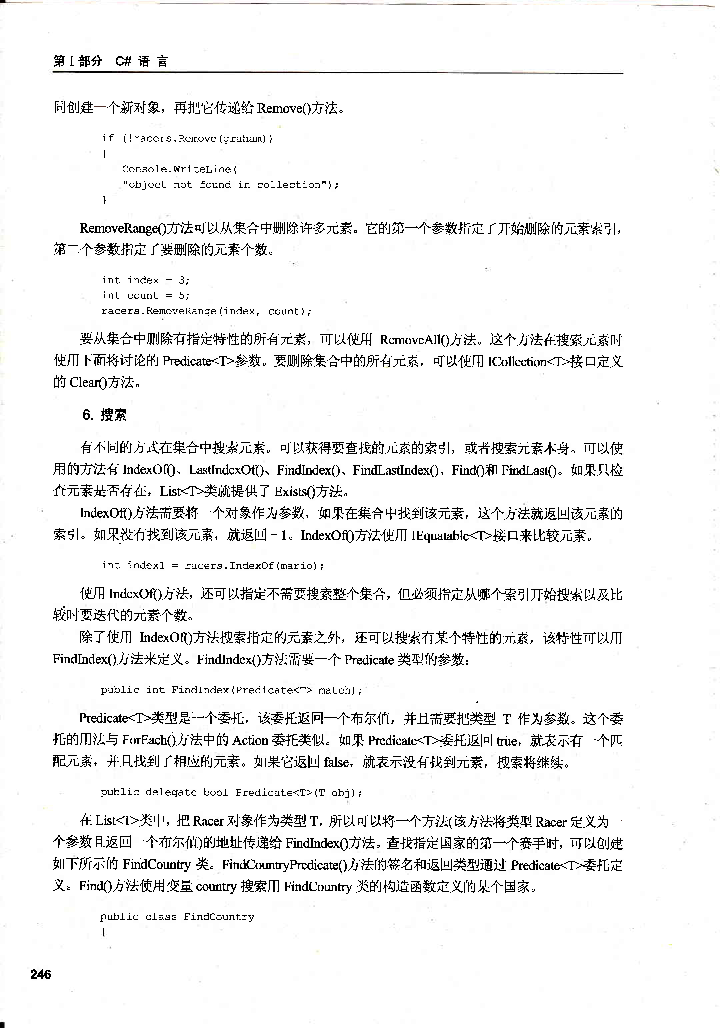 第 I 部分 C# 语 言
同创建一个新对象，再把它传递给 Remove()方法。
if (!racers.Remove(graham))
{
Console.WriteLine(
"object not found in collection");
}
RemoveRange()方法可以从集合中删除许多元素。它的第一个参数指定了开始删除的元素索引，
第二个参数指定了要删除的元素个数。
int index = 3;
int count = 5;
racers.RemoveRange(index, count);
要从集合中删除有指定特性的所有元素，可以使用 RemoveAll()方法。这个方法在搜索元素时
使用下面将讨论的 Predicate<T>参数。要删除集合中的所有元素，可以使用 ICollection<T>接口定义
的 Clear()方法。
6. 搜索
有不同的方式在集合中搜索元素。可以获得要查找的元素的索引，或者搜索元素本身。可以使
用的方法有 IndexOf()、LastIndexOf()、FindIndex()、FindLastIndex()、Find()和 FindLast()。如果只检
查元素是否存在，List<T>类就提供了 Exists()方法。
IndexOf()方法需要将一个对象作为参数，如果在集合中找到该元素，这个方法就返回该元素的
索引。如果没有找到该元素，就返回－1。IndexOf()方法使用 IEquatable<T>接口来比较元素。
int index1 = racers.IndexOf(mario);
使用 IndexOf()方法，还可以指定不需要搜索整个集合，但必须指定从哪个索引开始搜索以及比
较时要迭代的元素个数。
除了使用 IndexOf()方法搜索指定的元素之外，还可以搜索有某个特性的元素，该特性可以用
FindIndex()方法来定义。FindIndex()方法需要一个 Predicate 类型的参数：
public int FindIndex(Predicate<T> match);
Predicate<T>类型是一个委托，该委托返回一个布尔值，并且需要把类型 T 作为参数。这个委
托的用法与 ForEach()方法中的 Action 委托类似。如果 Predicate<T>委托返回 true，就表示有一个匹
配元素，并且找到了相应的元素。如果它返回 false，就表示没有找到元素，搜索将继续。
public delegate bool Predicate<T>(T obj);
在 List<T>类中，把 Racer 对象作为类型 T，所以可以将一个方法(该方法将类型 Racer 定义为一
个参数且返回一个布尔值)的地址传递给 FindIndex()方法。查找指定国家的第一个赛手时，可以创建
如下所示的 FindCountry 类。FindCountryPredicate()方法的签名和返回类型通过 Predicate<T>委托定
义。Find()方法使用变量 country 搜索用 FindCountry 类的构造函数定义的某个国家。
public class FindCountry
{
246